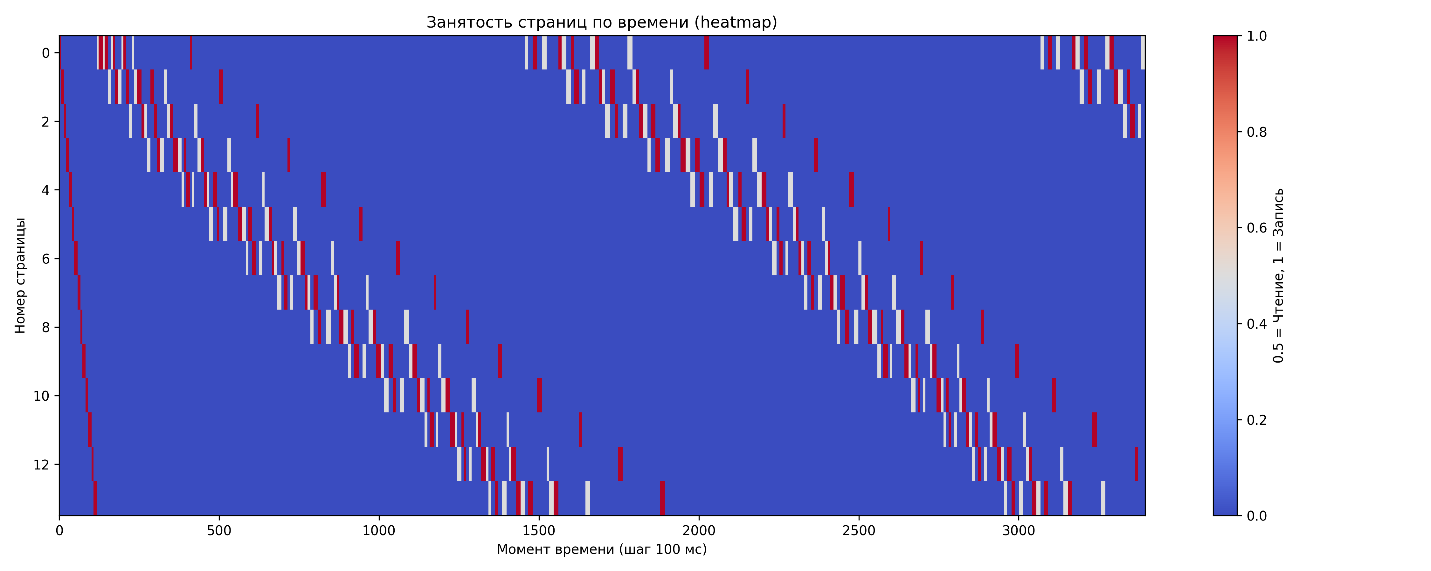 Занятость страниц по времени (heatmap)
Номер страницы
0
2
4
6
8
10
12
0 500 1000 1500 2000 2500 3000
Момент времени (шаг 100 мс)
1.0
0.8
0.6
0.4
0.2
0.0
0.5 = Чтение, 1 = Запись